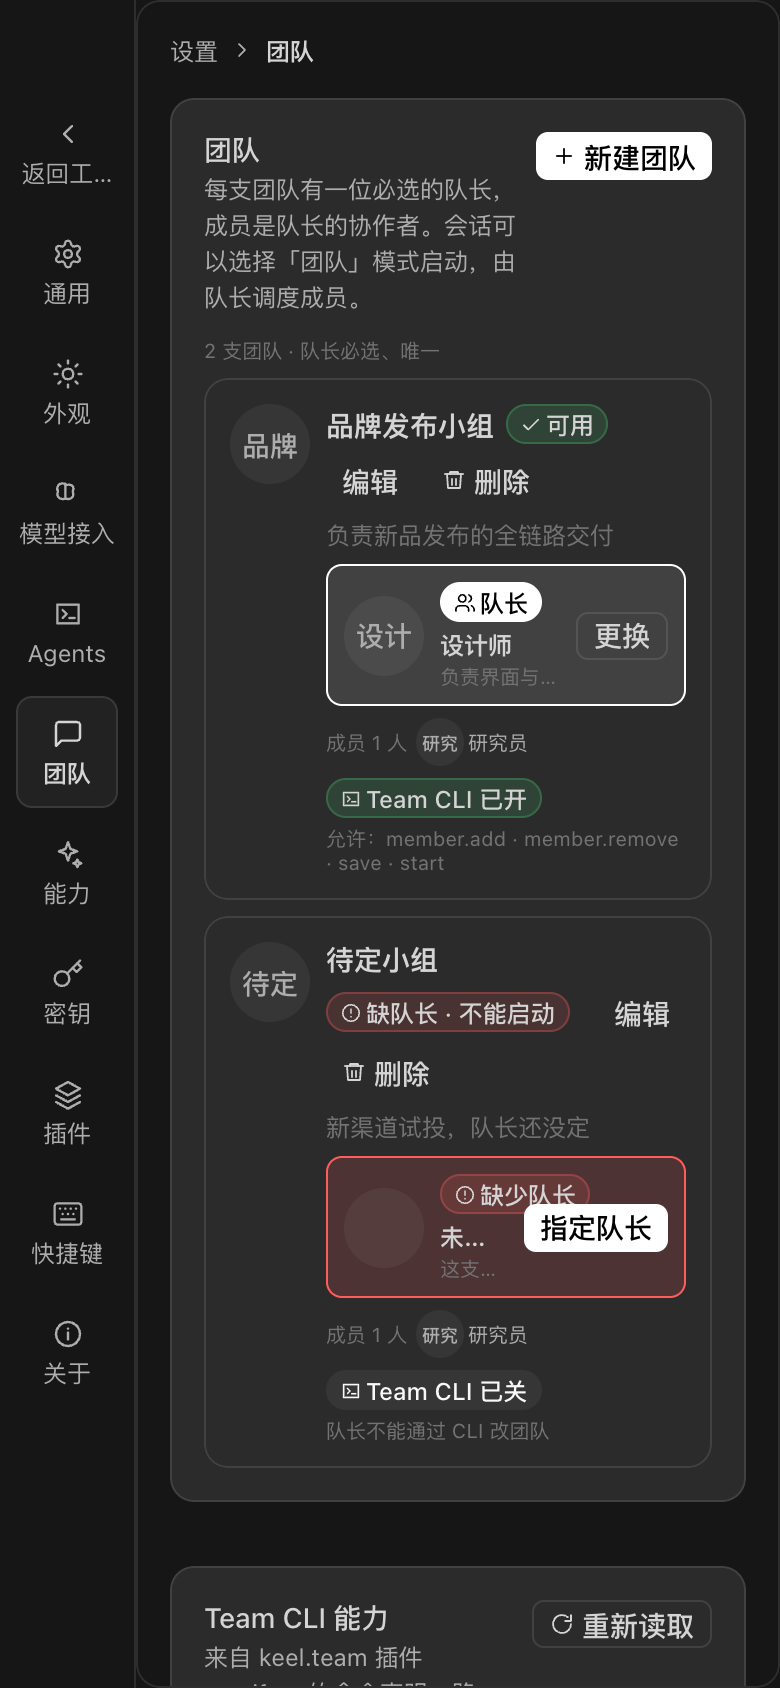 设置 > 团队
返回工...
通用
外观
模型接入
Agents
团队
能力
密钥
插件
快捷键
关于
团队
+ 新建团队
每支团队有一位必选的队长，
成员是队长的协作者。会话可
以选择「团队」模式启动，由
队长调度成员。
2 支团队 · 队长必选、唯一
品牌
品牌发布小组
可用
编辑
删除
负责新品发布的全链路交付
设计
队长
设计师
负责界面与...
更换
成员 1 人 研究 研究员
Team CLI 已开
允许：member.add · member.remove
· save · start
待定
待定小组
缺队长 · 不能启动
编辑
删除
新渠道试投，队长还没定
缺少队长
未...
这支...
指定队长
成员 1 人 研究 研究员
Team CLI 已关
队长不能通过 CLI 改团队
Team CLI 能力
重新读取
来自 keel.team 插件